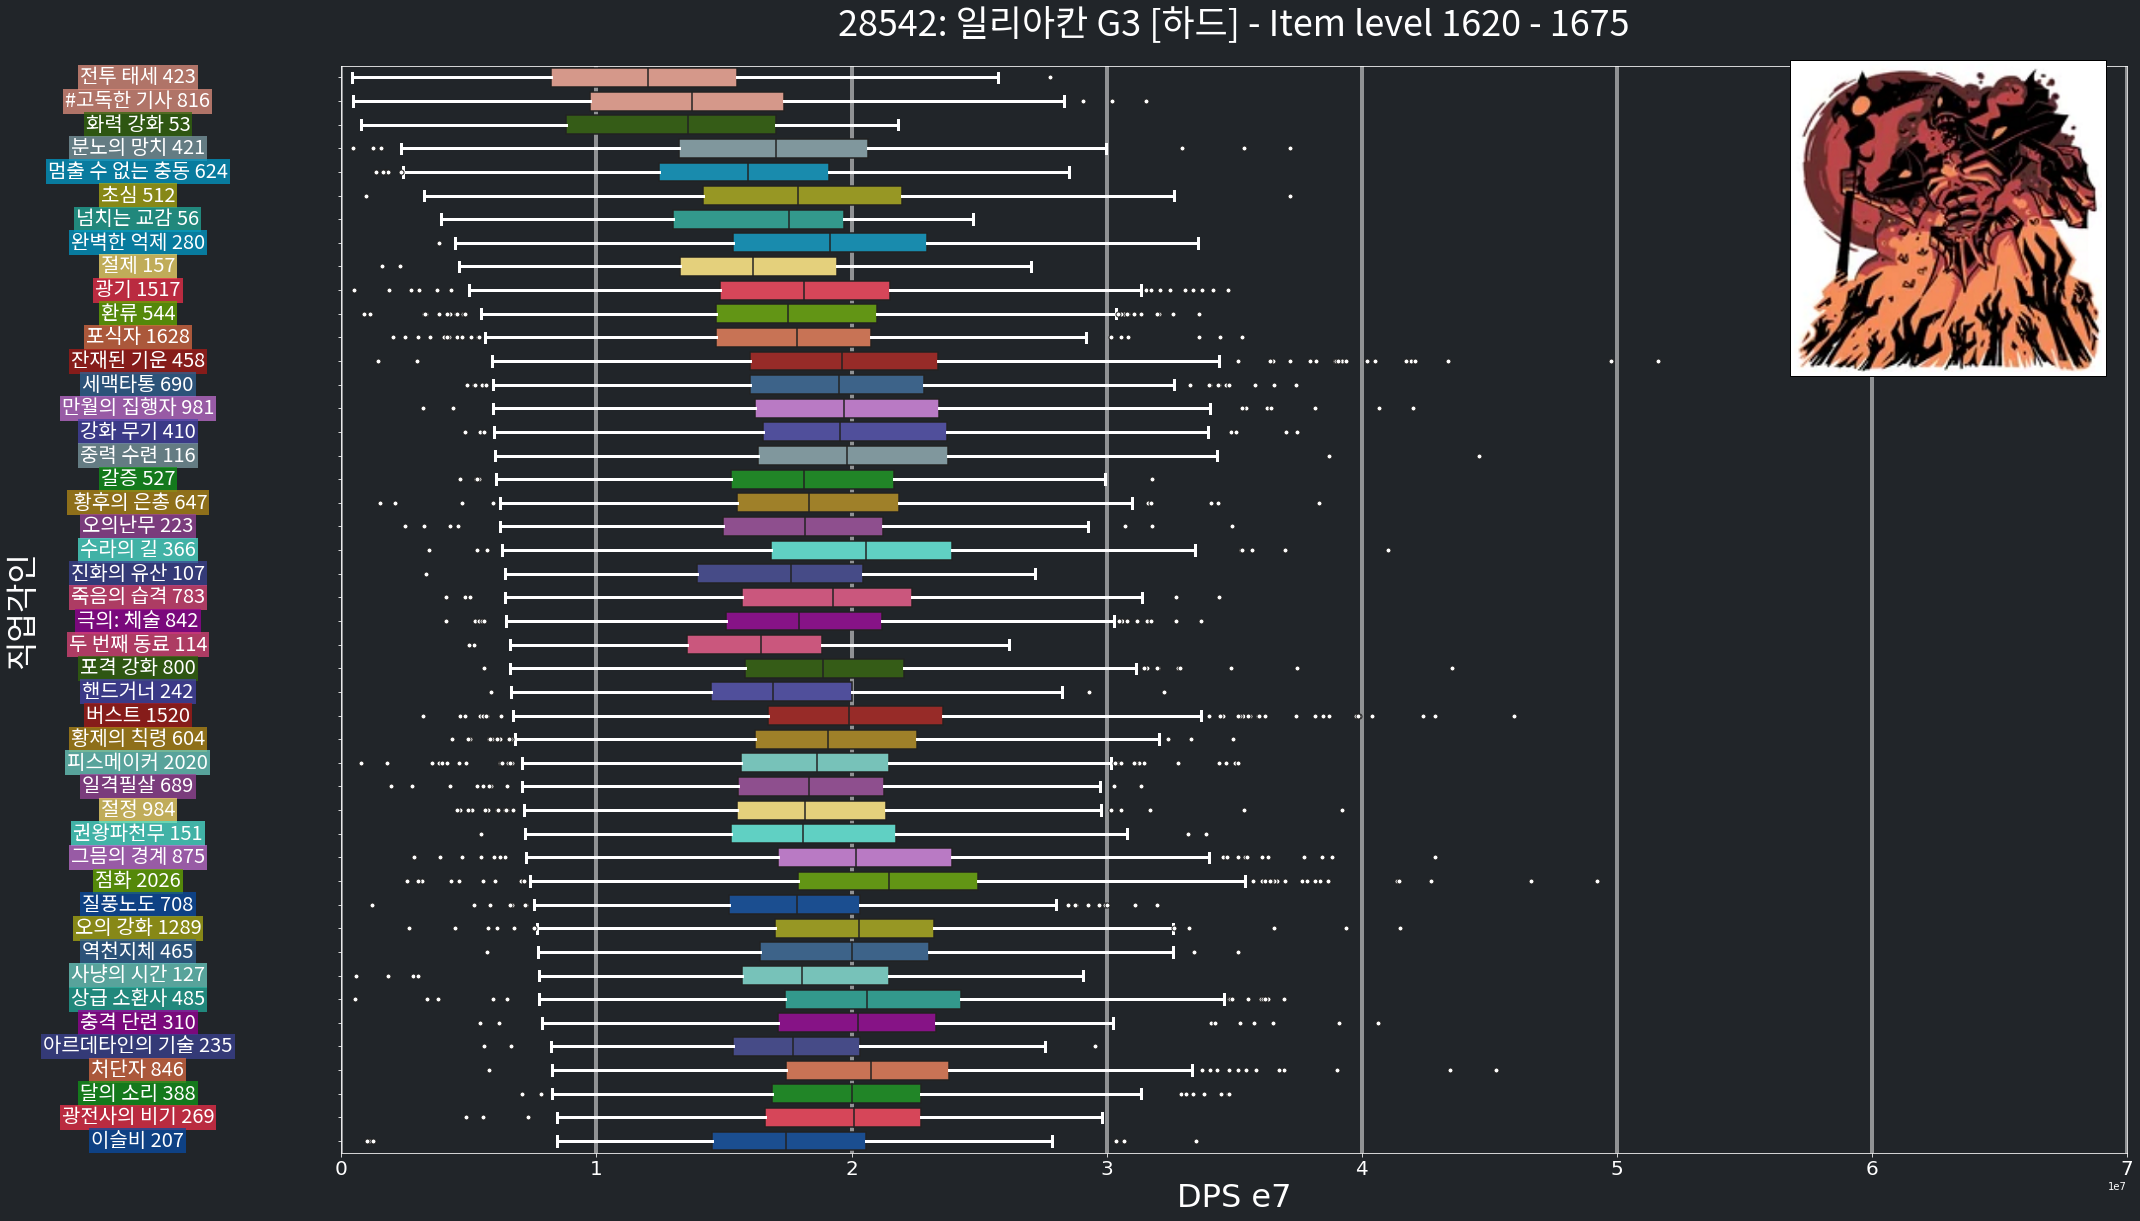 28542: 일리아칸 G3 [하드] - Item level 1620 - 1675
전투 태세 423
#고독한 기사 816
화력 강화 53
분노의 망치 421
멈출 수 없는 충동 624
초심 512
넘치는 교감 56
완벽한 억제 280
절제 157
광기 1517
환류 544
포식자 1628
잔재된 기운 458
세맥타통 690
만월의 집행자 981
강화 무기 410
중력 수련 116
갈증 527
황후의 은총 647
오의난무 223
수라의 길 366
진화의 유산 107
죽음의 습격 783
극의: 체술 842
두 번째 동료 114
포격 강화 800
핸드거너 242
버스트 1520
황제의 칙령 604
피스메이커 2020
일격필살 689
절정 984
권왕파천무 151
그믐의 경계 875
점화 2026
질풍노도 708
오의 강화 1289
역천지체 465
사냥의 시간 127
상급 소환사 485
충격 단련 310
아르데타인의 기술 235
처단자 846
달의 소리 388
광전사의 비기 269
이슬비 207
직업각인
0 1 2 3 4 5 6 7
1e7
DPS e7